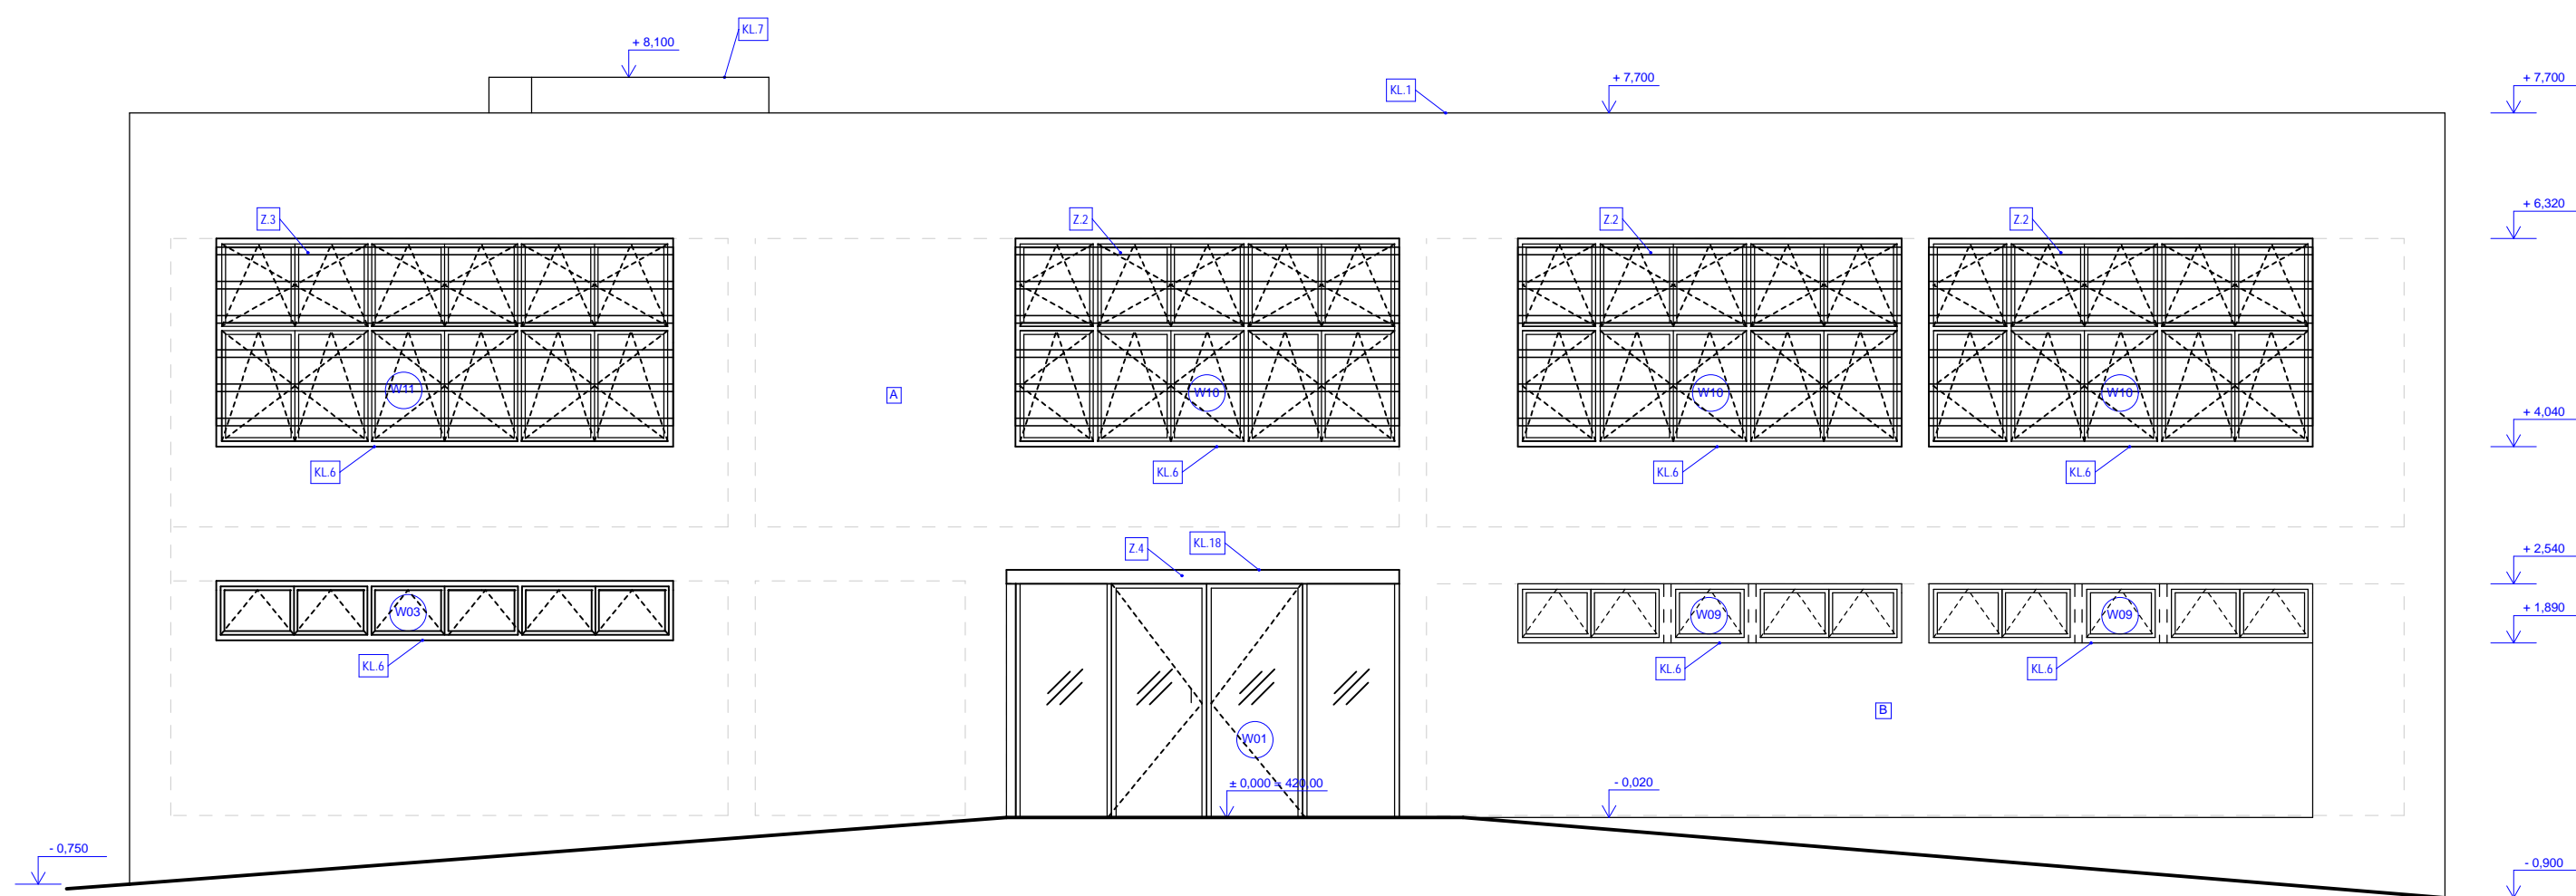 KL.7
+ 8,100
+ 7,700
+ 7,700
KL.1
+ 6,320
Z.3
Z.2
Z.2
Z.2
W11
A
W10
W10
W10
+ 4,040
KL.6
KL.6
KL.6
KL.6
Z.4
KL.18
+ 2,540
W03
W09
W09
+ 1,890
KL.6
KL.6
KL.6
B
W01
± 0,000 = 420,00
- 0,020
- 0,750
- 0,900